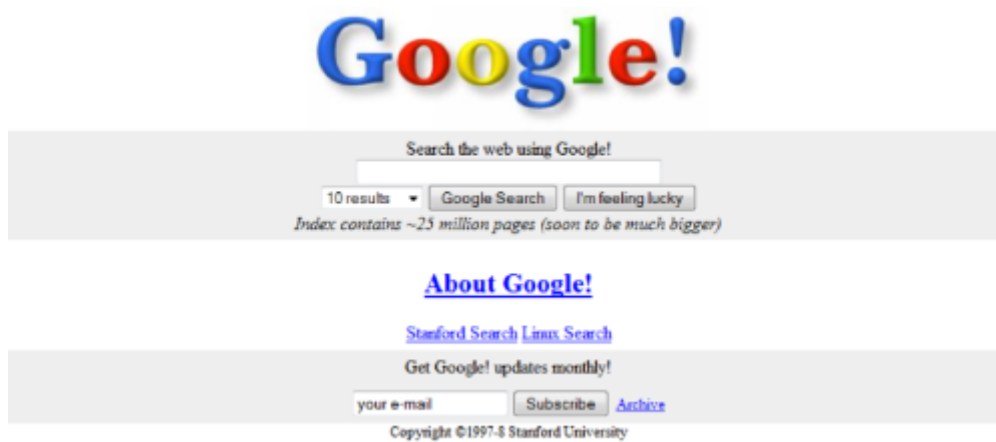 Google!
Search the web using Google!
10 results Google Search I'm feeling lucky
Index contains ~25 million pages (soon to be much bigger)
About Google!
Stanford Search Linux Search
Get Google! updates monthly!
your e-mail Subscribe Archive
Copyright ©1997-8 Stanford University